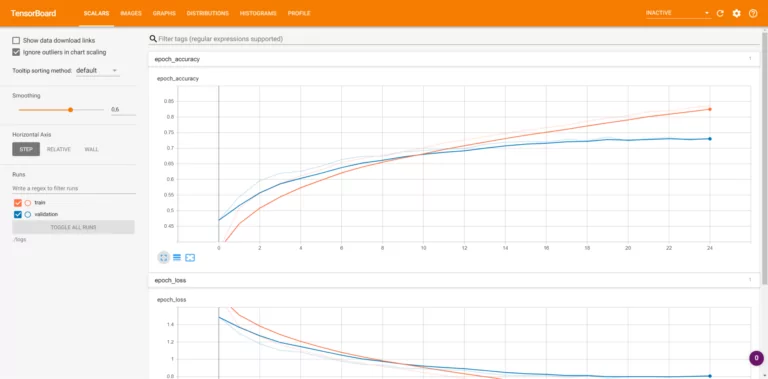 TensorBoard SCALARS IMAGES GRAPHS DISTRIBUTIONS HISTOGRAMS PROFILE INACTIVE
Show data download links
Ignore outliers in chart scaling
Tooltip sorting method: default
Smoothing
0.6
Horizontal Axis
STEP RELATIVE WALL
Runs
Write a regex to filter runs
train
validation
TOGGLE ALL RUNS
./logs
Filter tags (regular expressions supported)
epoch_accuracy 1
epoch_accuracy
0.85
0.8
0.75
0.7
0.65
0.6
0.55
0.5
0.45
0 2 4 6 8 10 12 14 16 18 20 22 24
epoch_loss 1
epoch_loss
1.4
1.2
1
0.8
0